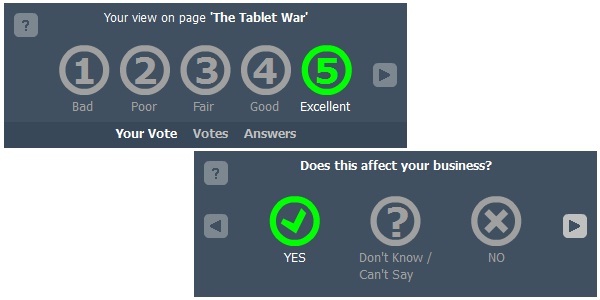 ?
Your view on page 'The Tablet War'
1 2 3 4 5
Bad Poor Fair Good Excellent
Your Vote Votes Answers
?
Does this affect your business?
?
YES Don't Know / NO
Can't Say